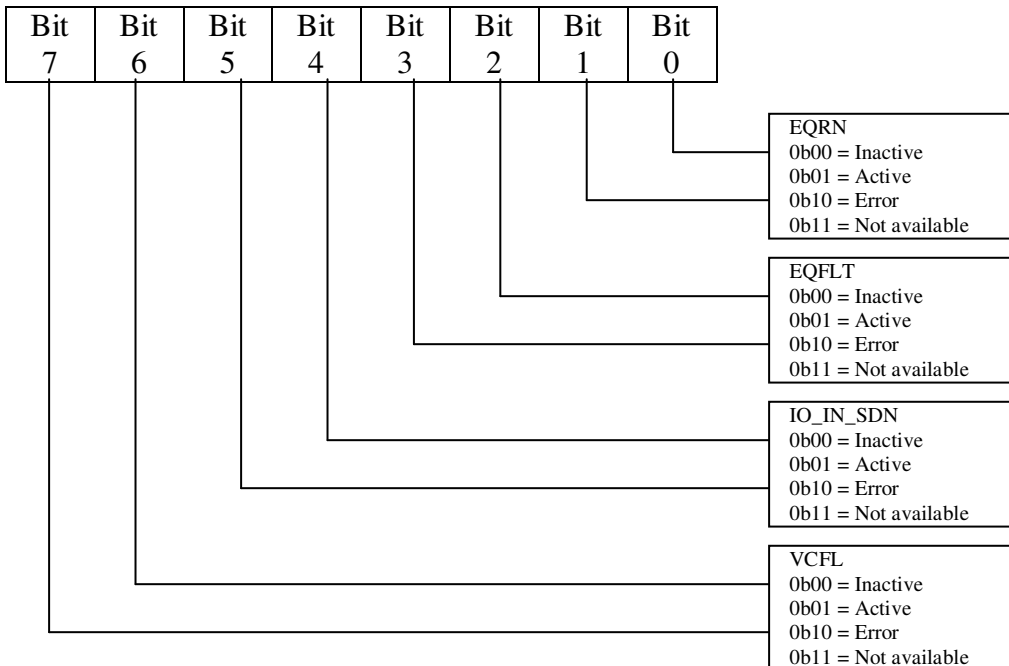 Bit Bit Bit Bit Bit Bit Bit Bit
7 6 5 4 3 2 1 0
EQRN
0b00 = Inactive
0b01 = Active
0b10 = Error
0b11 = Not available
EQFLT
0b00 = Inactive
0b01 = Active
0b10 = Error
0b11 = Not available
IO_IN_SDN
0b00 = Inactive
0b01 = Active
0b10 = Error
0b11 = Not available
VCFL
0b00 = Inactive
0b01 = Active
0b10 = Error
0b11 = Not available